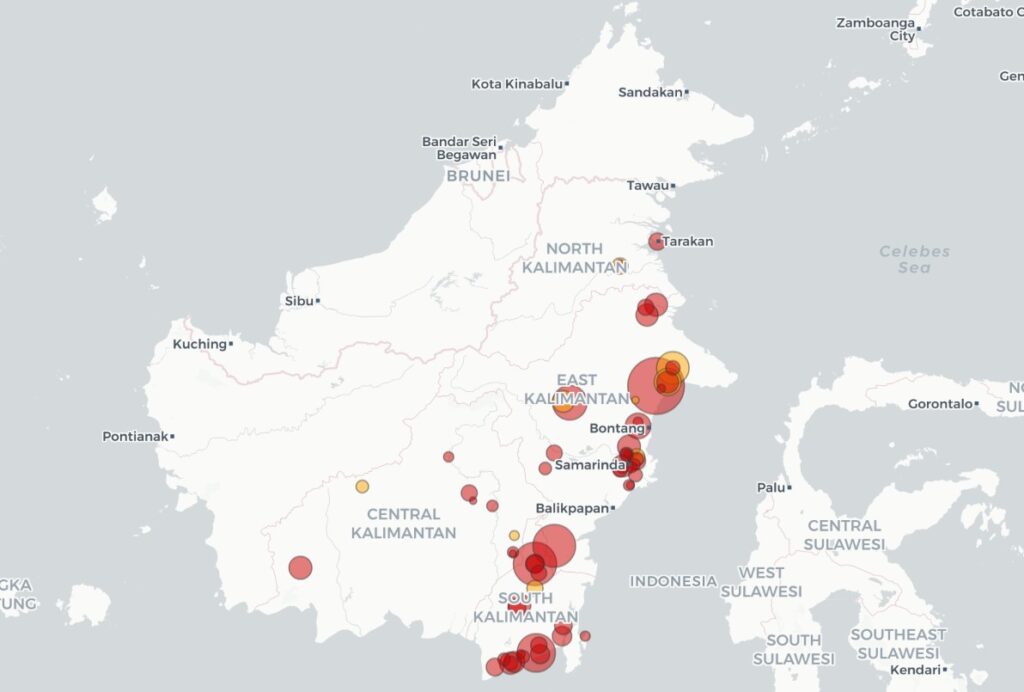 Zamboanga
City
Cotabato C
Kota Kinabalu
Sandakan
Gen
Bandar Seri
Begawan
BRUNEI
Tawau
Tarakan
NORTH
KALIMANTAN
Celebes
Sea
Sibu
Kuching
EAST
KALIMANTAN
Gorontalo
NO
SUL
Bontang
Pontianak
Samarinda
Palu
Balikpapan
CENTRAL
KALIMANTAN
CENTRAL
SULAWESI
INDONESIA
WEST
SULAWESI
GKA
TUNG
SOUTH
KALIMANTAN
SOUTH
SULAWESI
SOUTHEAST
SULAWESI
Kendari